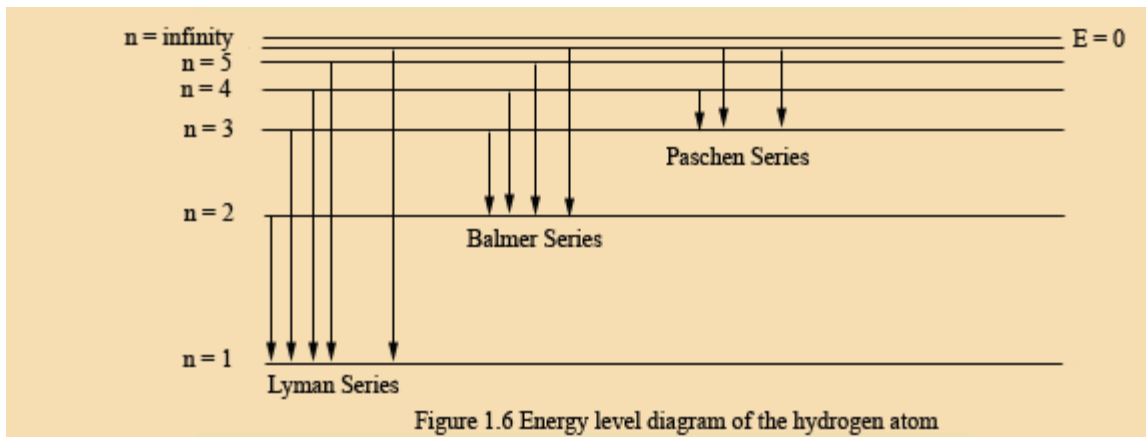 n = infinity
E = 0
n = 5
n = 4
n = 3
Paschen Series
n = 2
Balmer Series
n = 1
Lyman Series
Figure 1.6 Energy level diagram of the hydrogen atom